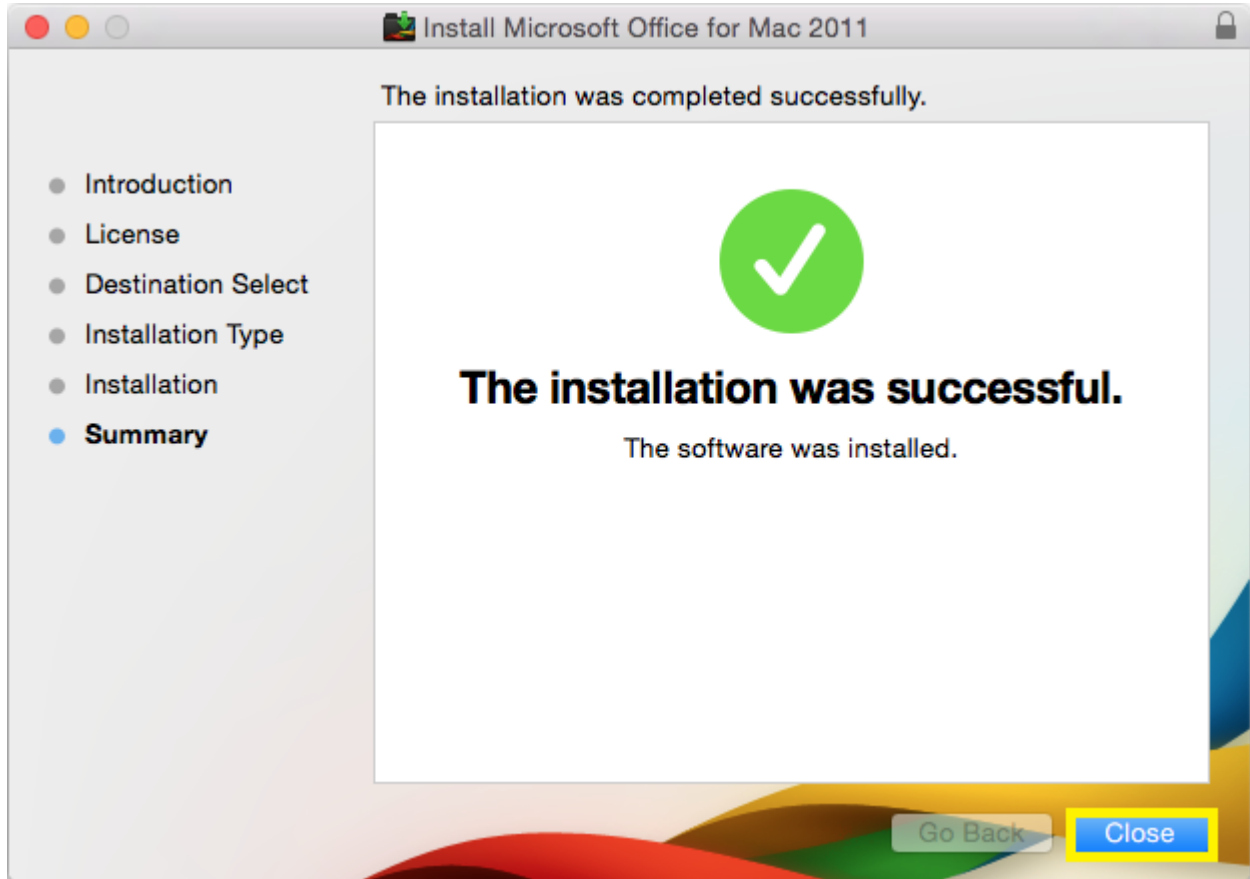 Install Microsoft Office for Mac 2011
The installation was completed successfully.
Introduction
License
Destination Select
Installation Type
Installation
Summary
The installation was successful.
The software was installed.
Go Back
Close